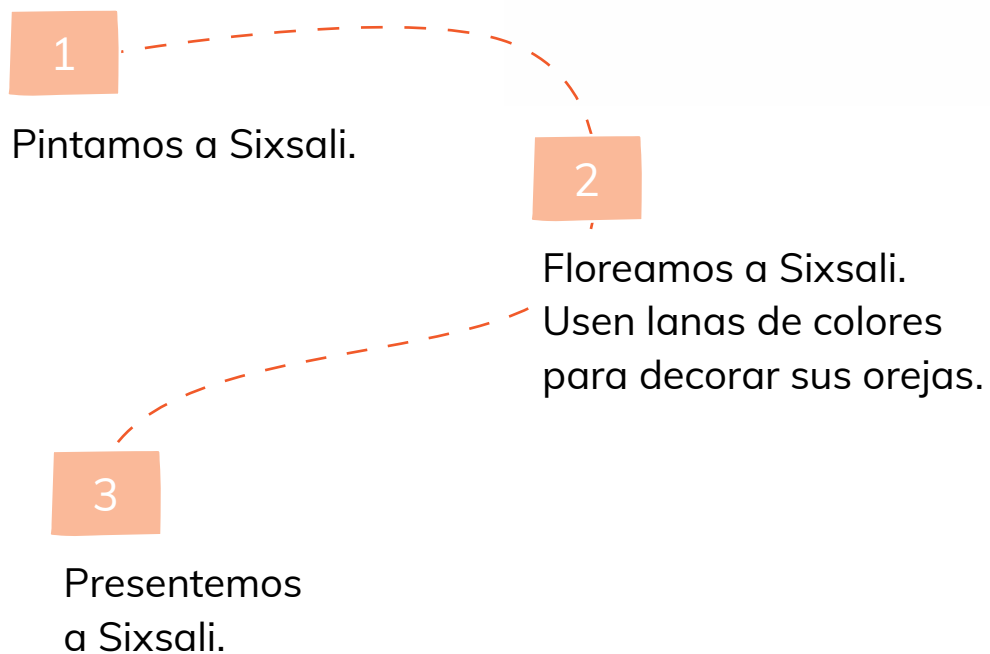 1
Pintamos a Sixsali.
2
Floreamos a Sixsali.
Usen lanas de colores
para decorar sus orejas.
3
Presentemos
a Sixsali.